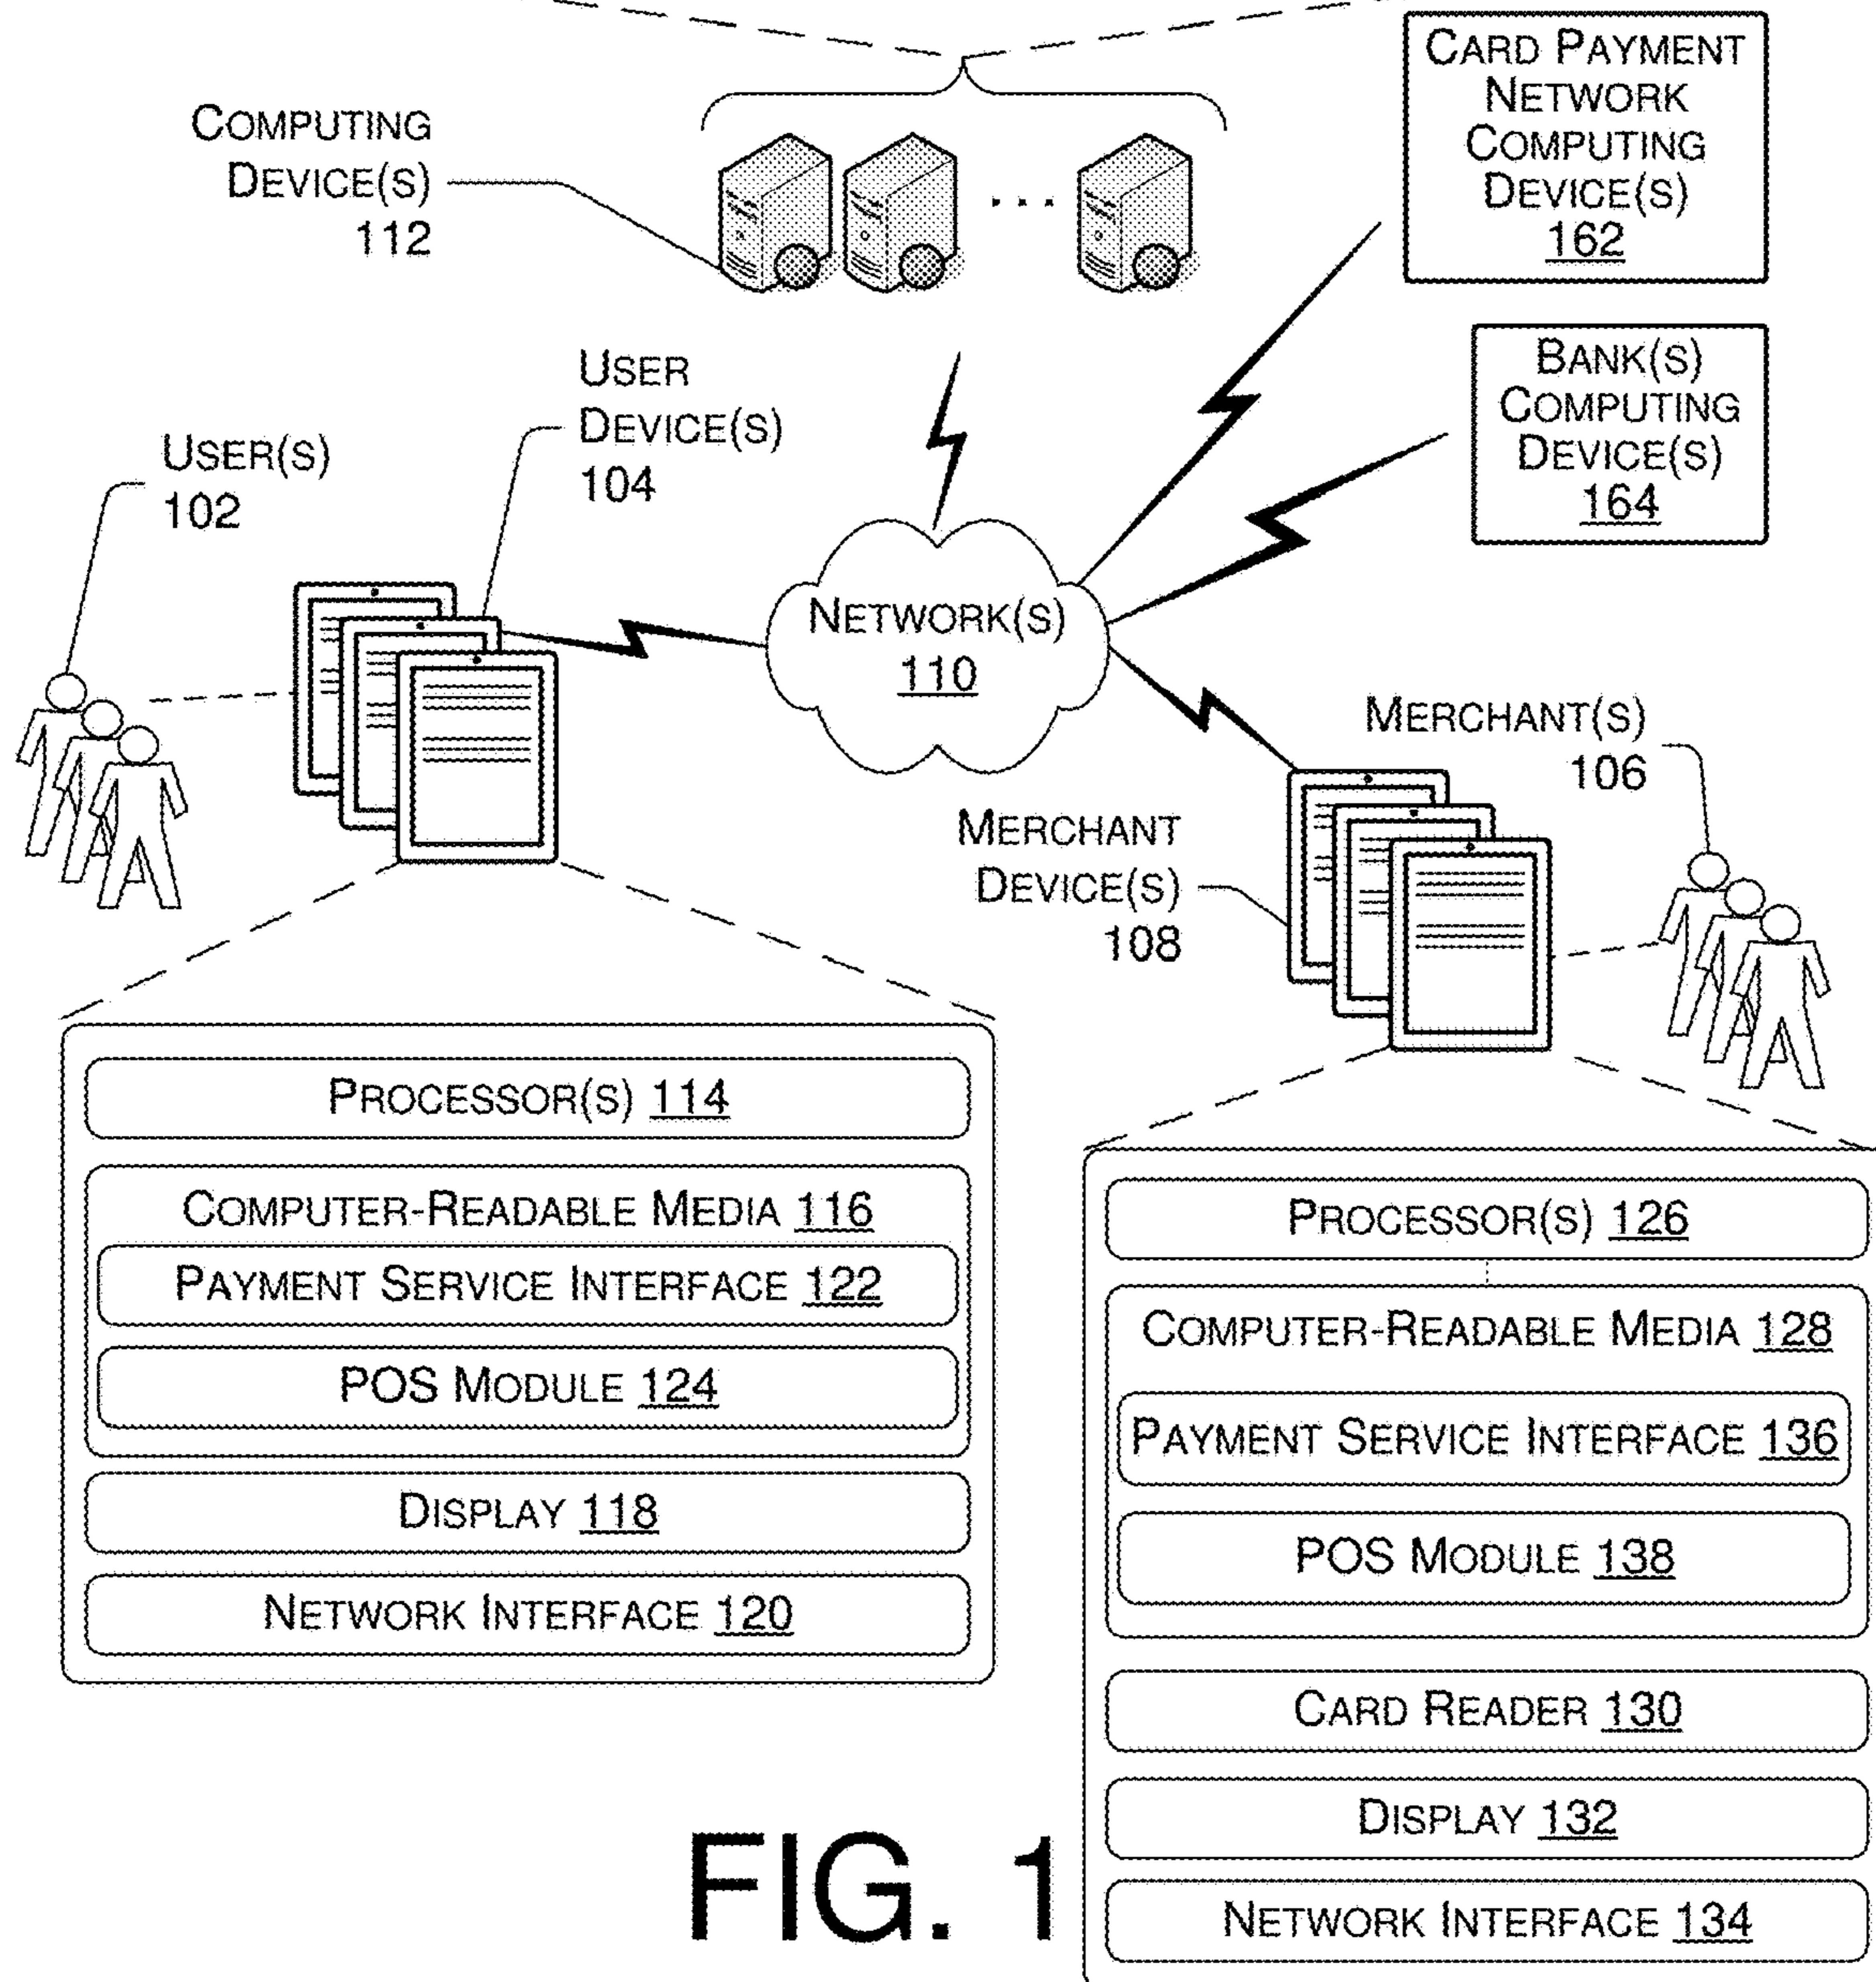 CARD PAYMENT
NETWORK
COMPUTING
DEVICE(S)
162
COMPUTING
DEVICE(S)
112
BANK(S)
COMPUTING
DEVICE(S)
164
USER
DEVICE(S)
104
USER(S)
102
NETWORK(S)
110
MERCHANT(S)
106
MERCHANT
DEVICE(S)
108
PROCESSOR(S) 114
COMPUTER-READABLE MEDIA 116
PAYMENT SERVICE INTERFACE 122
POS MODULE 124
DISPLAY 118
NETWORK INTERFACE 120
PROCESSOR(S) 126
COMPUTER-READABLE MEDIA 128
PAYMENT SERVICE INTERFACE 136
POS MODULE 138
CARD READER 130
DISPLAY 132
NETWORK INTERFACE 134
FIG. 1